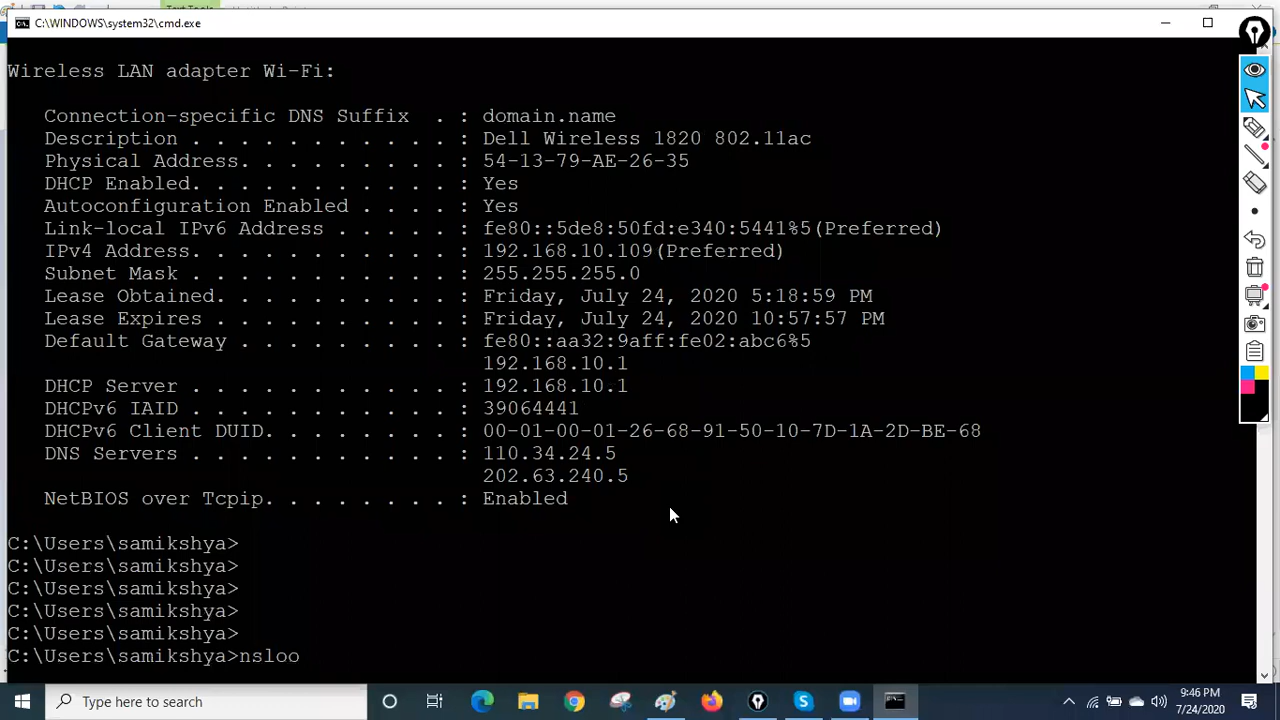 Text Tools
C:\WINDOWS\system32\cmd.exe
Wireless LAN adapter Wi-Fi:
Connection-specific DNS Suffix  . : domain.name
Description . . . . . . . . . . . : Dell Wireless 1820 802.11ac
Physical Address. . . . . . . . . : 54-13-79-AE-26-35
DHCP Enabled. . . . . . . . . . . : Yes
Autoconfiguration Enabled . . . . : Yes
Link-local IPv6 Address . . . . . : fe80::5de8:50fd:e340:5441%5(Preferred)
IPv4 Address. . . . . . . . . . . : 192.168.10.109(Preferred)
Subnet Mask . . . . . . . . . . . : 255.255.255.0
Lease Obtained. . . . . . . . . . : Friday, July 24, 2020 5:18:59 PM
Lease Expires . . . . . . . . . . : Friday, July 24, 2020 10:57:57 PM
Default Gateway . . . . . . . . . : fe80::aa32:9aff:fe02:abc6%5
192.168.10.1
DHCP Server . . . . . . . . . . . : 192.168.10.1
DHCPv6 IAID . . . . . . . . . . . : 39064441
DHCPv6 Client DUID. . . . . . . . : 00-01-00-01-26-68-91-50-10-7D-1A-2D-BE-68
DNS Servers . . . . . . . . . . . : 110.34.24.5
202.63.240.5
NetBIOS over Tcpip. . . . . . . . : Enabled
C:\Users\samikshya>
C:\Users\samikshya>
C:\Users\samikshya>
C:\Users\samikshya>
C:\Users\samikshya>
C:\Users\samikshya>nsloo
Type here to search
9:46 PM
7/24/2020